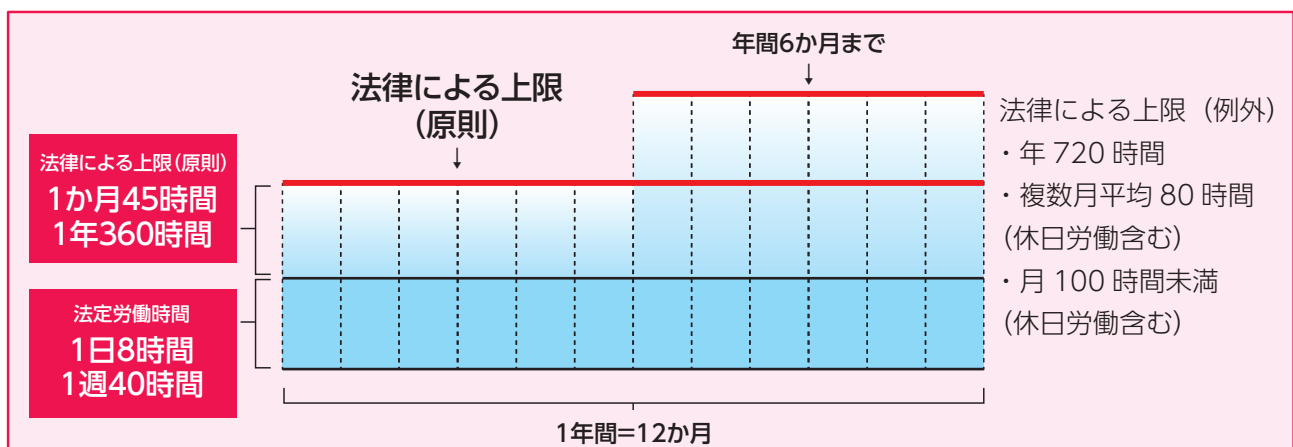 年間6か月まで
法律による上限
（原則）
法律による上限（原則）
1か月45時間
1年360時間
法定労働時間
1日8時間
1週40時間
法律による上限（例外）
・年 720 時間
・複数月平均 80 時間
（休日労働含む）
・月 100 時間未満
（休日労働含む）
1年間＝12か月